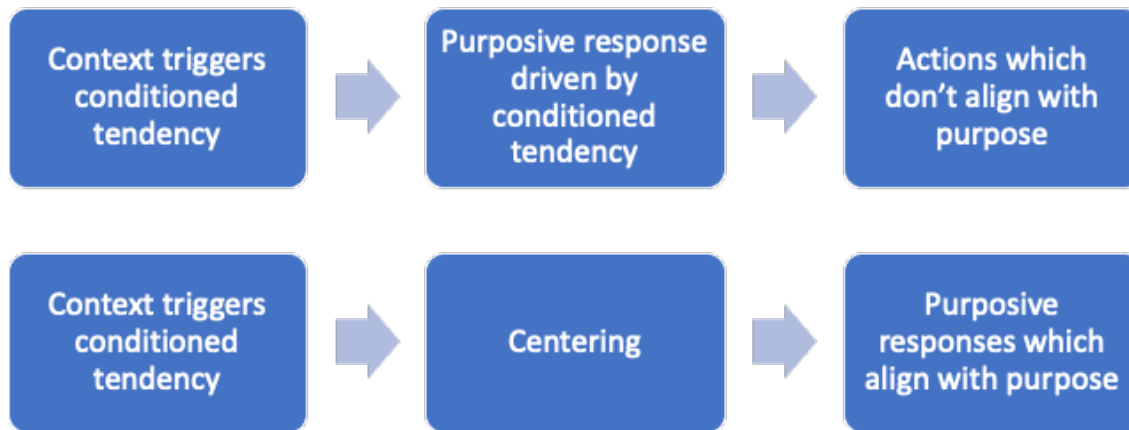 Context triggers
conditioned
tendency
Purposive response
driven by
conditioned
tendency
Actions which
don't align with
purpose
Context triggers
conditioned
tendency
Centering
Purposive
responses which
align with purpose